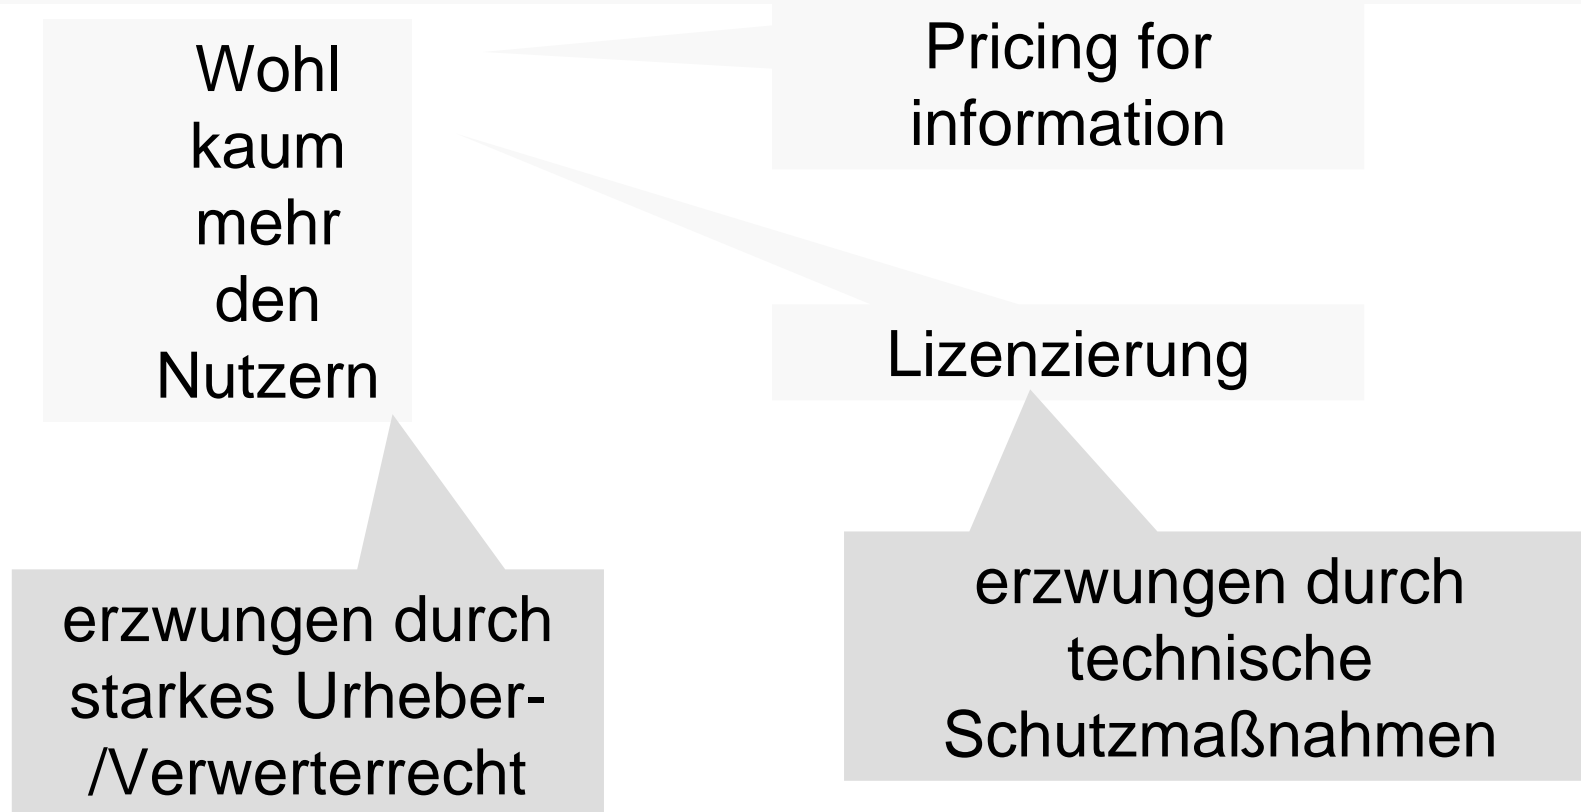 Wohl
kaum
mehr
den
Nutzern
Pricing for
information
Lizenzierung
erzwungen durch
starkes Urheber-
/Verwerterrecht
erzwungen durch
technische
Schutzmaßnahmen